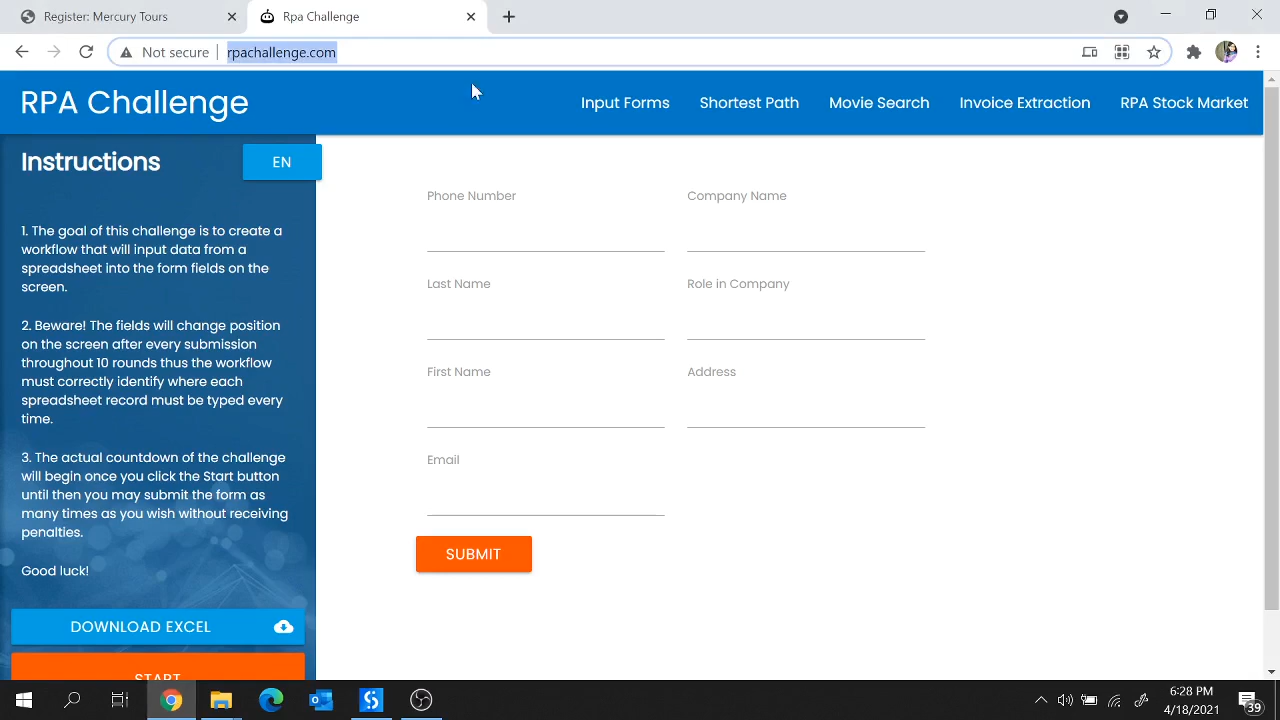 Register: Mercury Tours
Rpa Challenge
Not secure
rpachallenge.com
RPA Challenge
Input Forms
Shortest Path
Movie Search
Invoice Extraction
RPA Stock Market
Instructions
EN
1. The goal of this challenge is to create a
workflow that will input data from a
spreadsheet into the form fields on the
screen.
2. Beware! The fields will change position
on the screen after every submission
throughout 10 rounds thus the workflow
must correctly identify where each
spreadsheet record must be typed every
time.
3. The actual countdown of the challenge
will begin once you click the Start button
until then you may submit the form as
many times as you wish without receiving
penalties.
Good luck!
DOWNLOAD EXCEL
START
Phone Number
Company Name
Last Name
Role in Company
First Name
Address
Email
SUBMIT
6:28 PM
4/18/2021
39